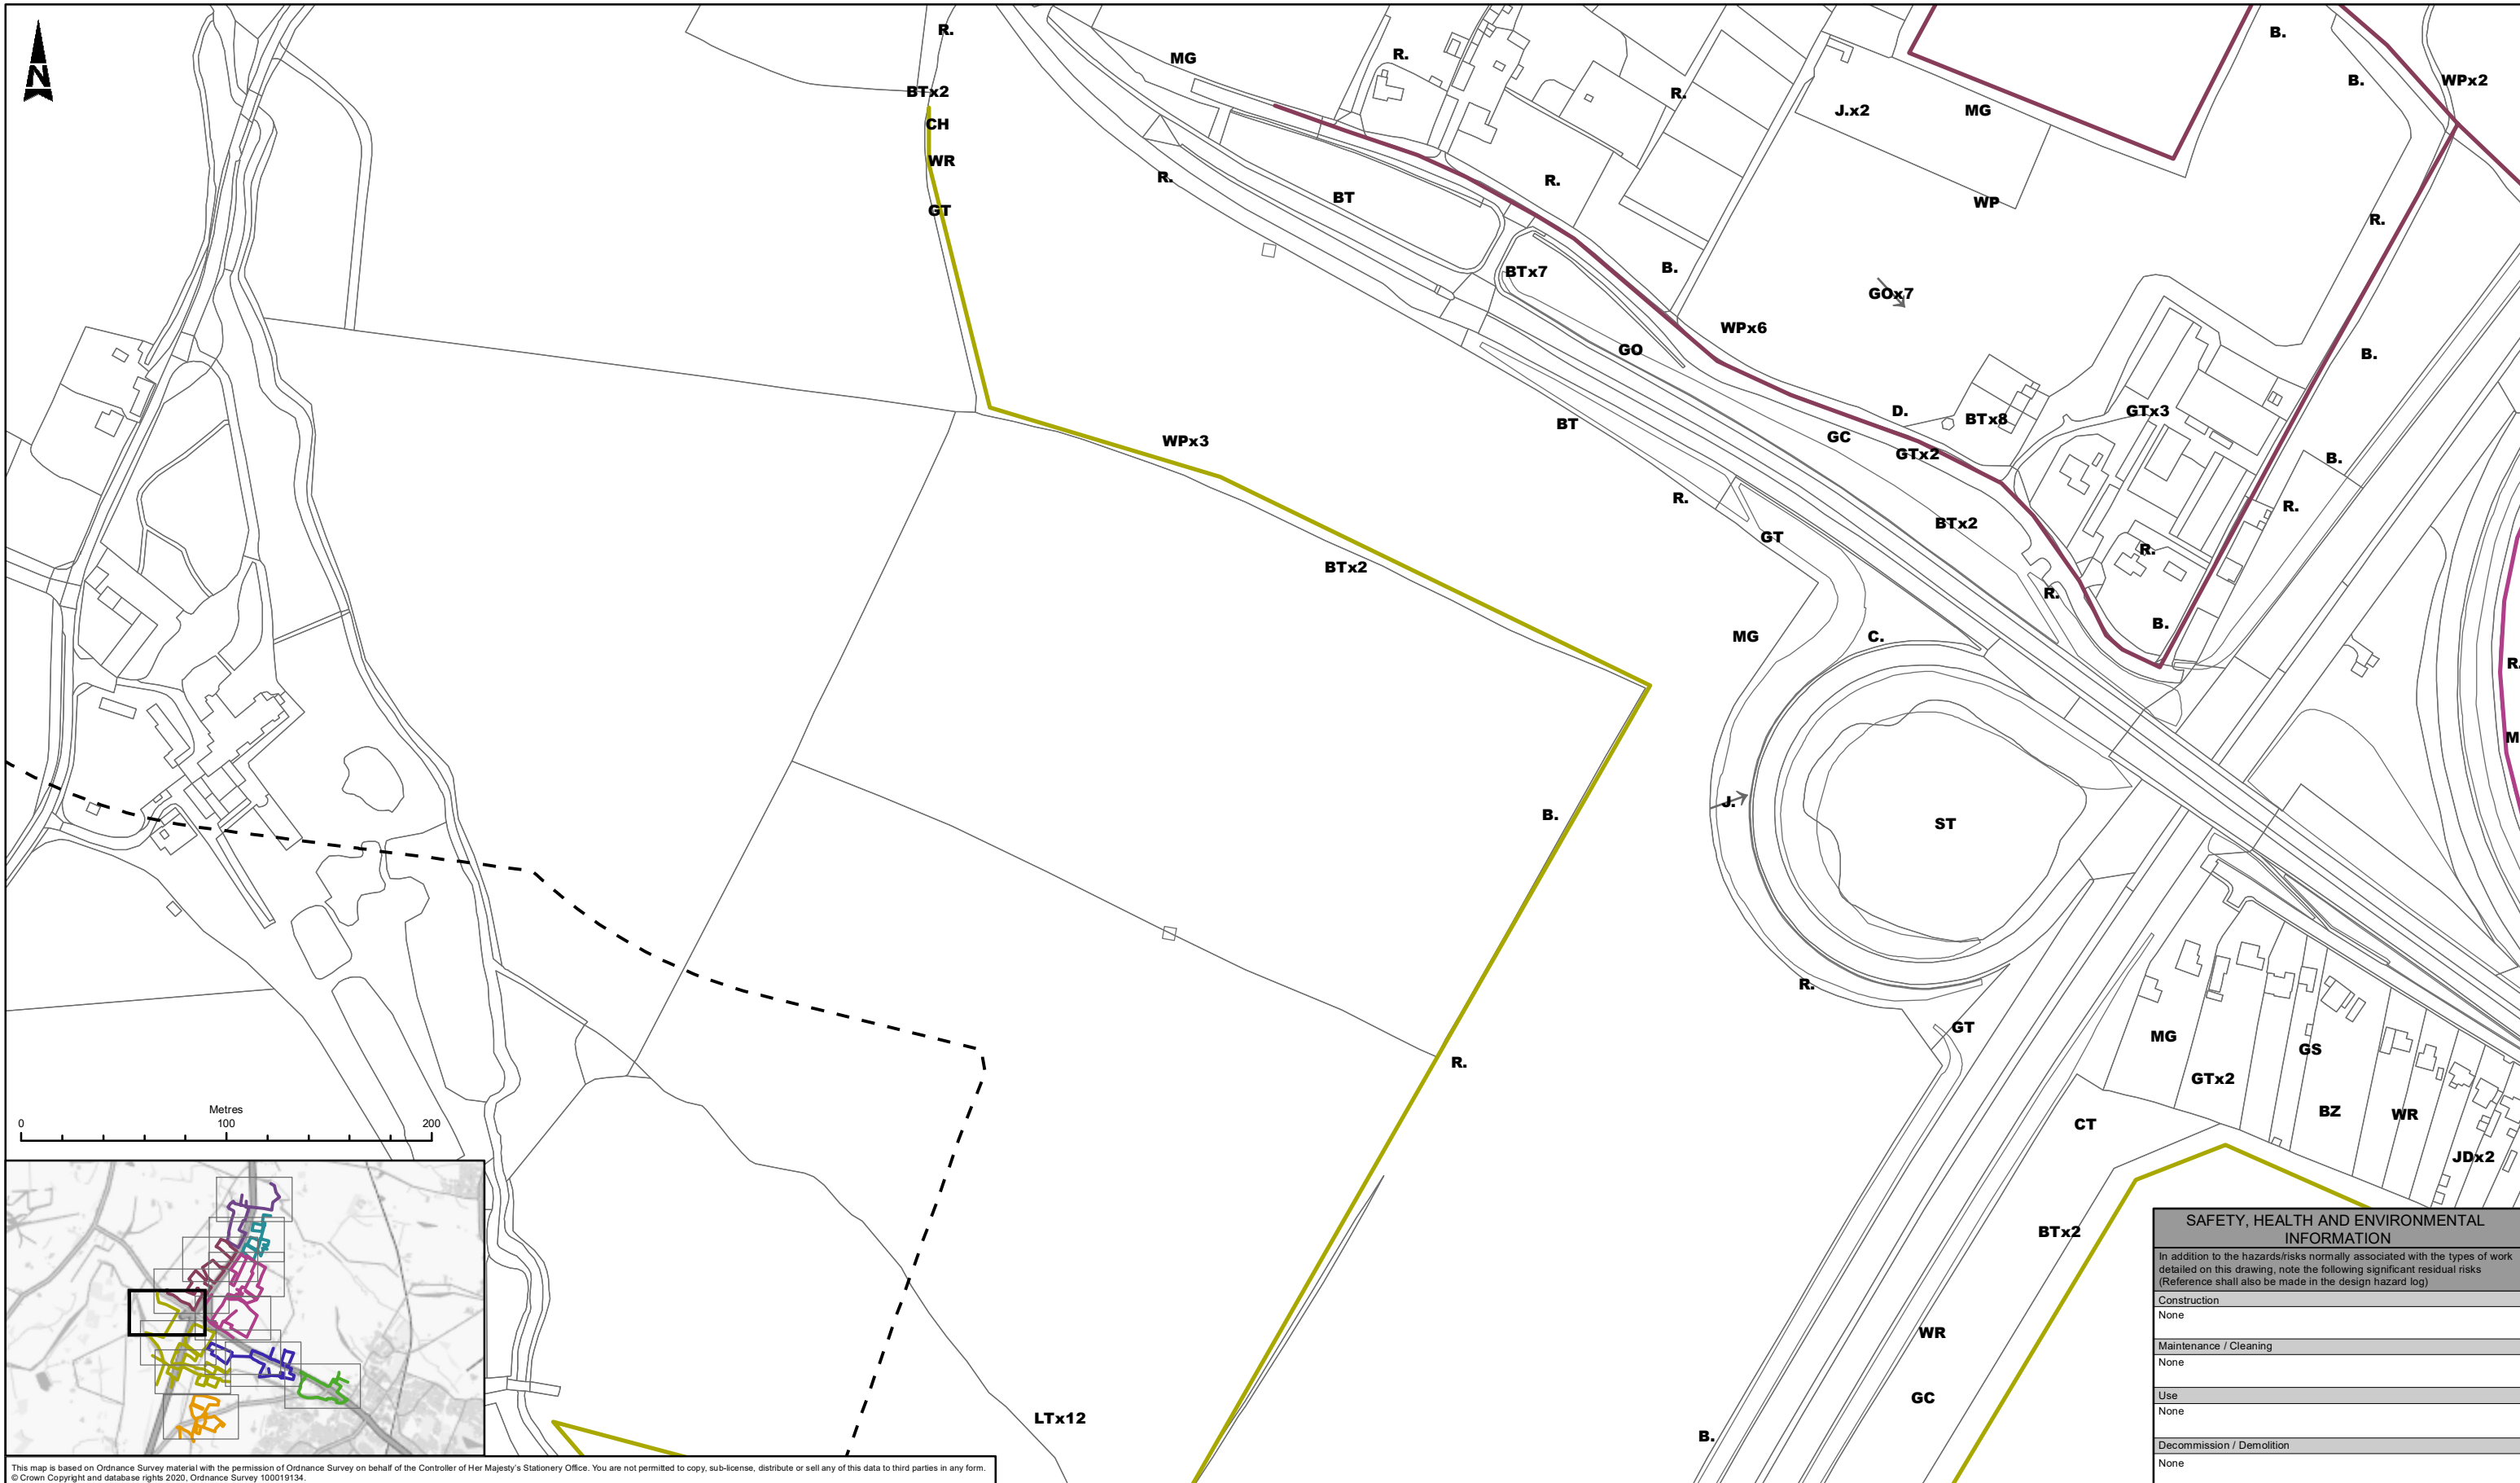 N
R.
MG
R.
B.
B.
WPx2
BTx2
R.
J.x2
MG
CH
WR
R.
BT
R.
WP
GT
R.
B.
BTx7
GOx7
WPx6
GO
B.
D.
BTx8
GTx3
BT
GC
GTx2
WPx3
B.
R.
R.
BTx2
GT
R.
BTx2
R.
B.
MG
C.
R.
M
J.
B.
ST
R.
GT
MG
GS
R.
GTx2
BZ
WR
CT
JDx2
BTx2
WR
GC
LTx12
B.
Metres
0 100 200
SAFETY, HEALTH AND ENVIRONMENTAL
INFORMATION
In addition to the hazards/risks normally associated with the types of work
detailed on this drawing, note the following significant residual risks
(Reference shall also be made in the design hazard log)
Construction
None
Maintenance / Cleaning
None
Use
None
Decommission / Demolition
None
This map is based on Ordnance Survey material with the permission of Ordnance Survey on behalf of the Controller of Her Majesty's Stationery Office. You are not permitted to copy, sub-license, distribute or sell any of this data to third parties in any form.
© Crown Copyright and database rights 2020, Ordnance Survey 100019134.